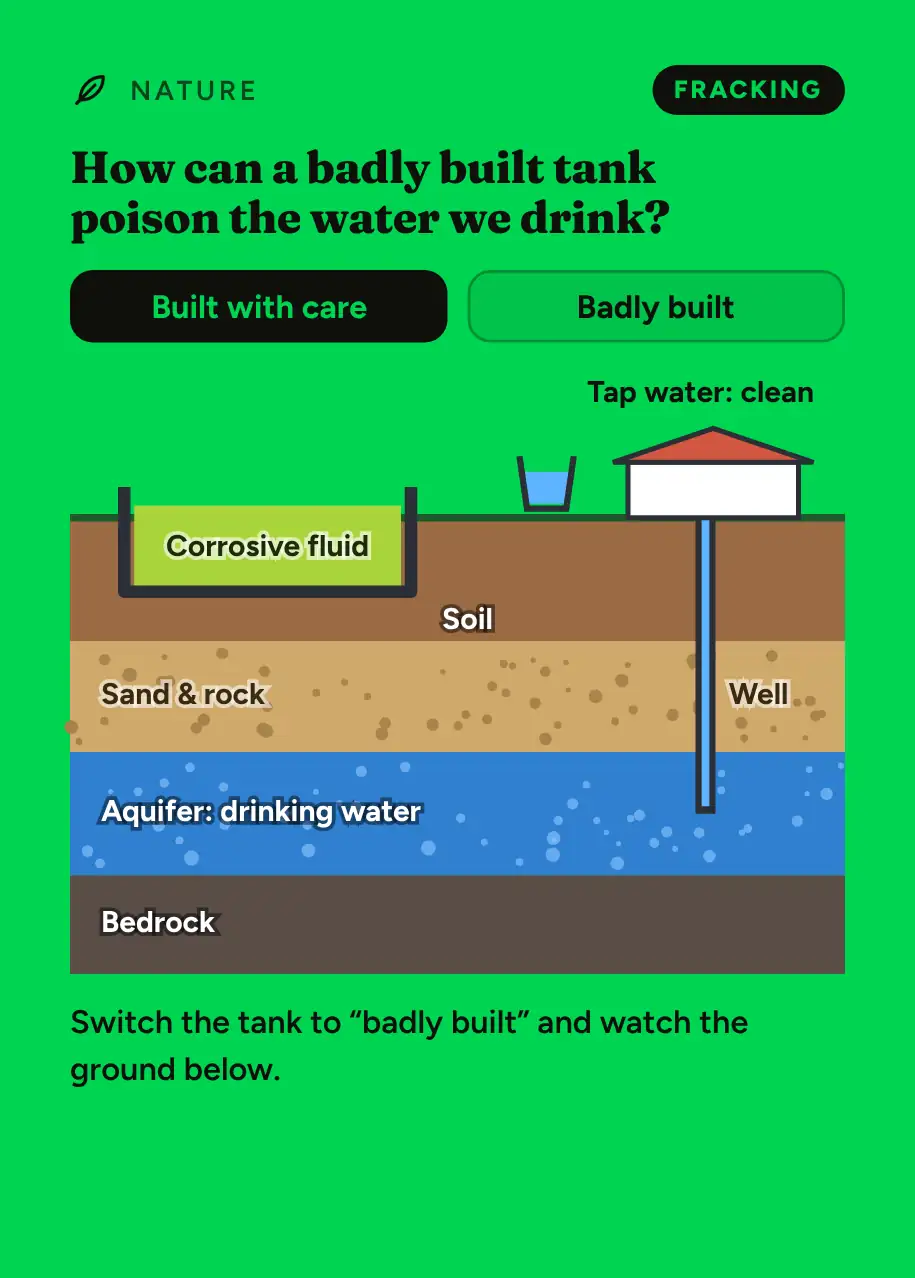 NATURE
FRACKING
How can a badly built tank
poison the water we drink?
Built with care
Badly built
Tap water: clean
Corrosive fluid
Soil
Sand & rock
Well
Aquifer: drinking water
Bedrock
Switch the tank to “badly built” and watch the
ground below.